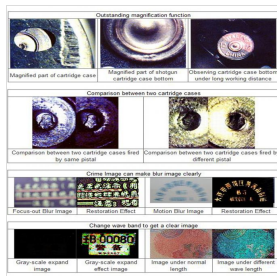 Outstanding magnification function
Magnified part of cartridge case
Magnified part of shotgun cartridge case bottom
Observing cartridge case bottom under long working distance
Comparison between two cartridge cases
Comparison between two cartridge cases fired by same pistal
Comparison between two cartridge cases fired by different pistal
Crime Image can make blur image clearly
Focus-out Blur Image
Restoration Effect
Motion Blur Image
Restoration Effect
Change wave band to get a clear image
Gray-scale expand image
Gray-scale expand effect image
Image under normal length
Image under different wave length